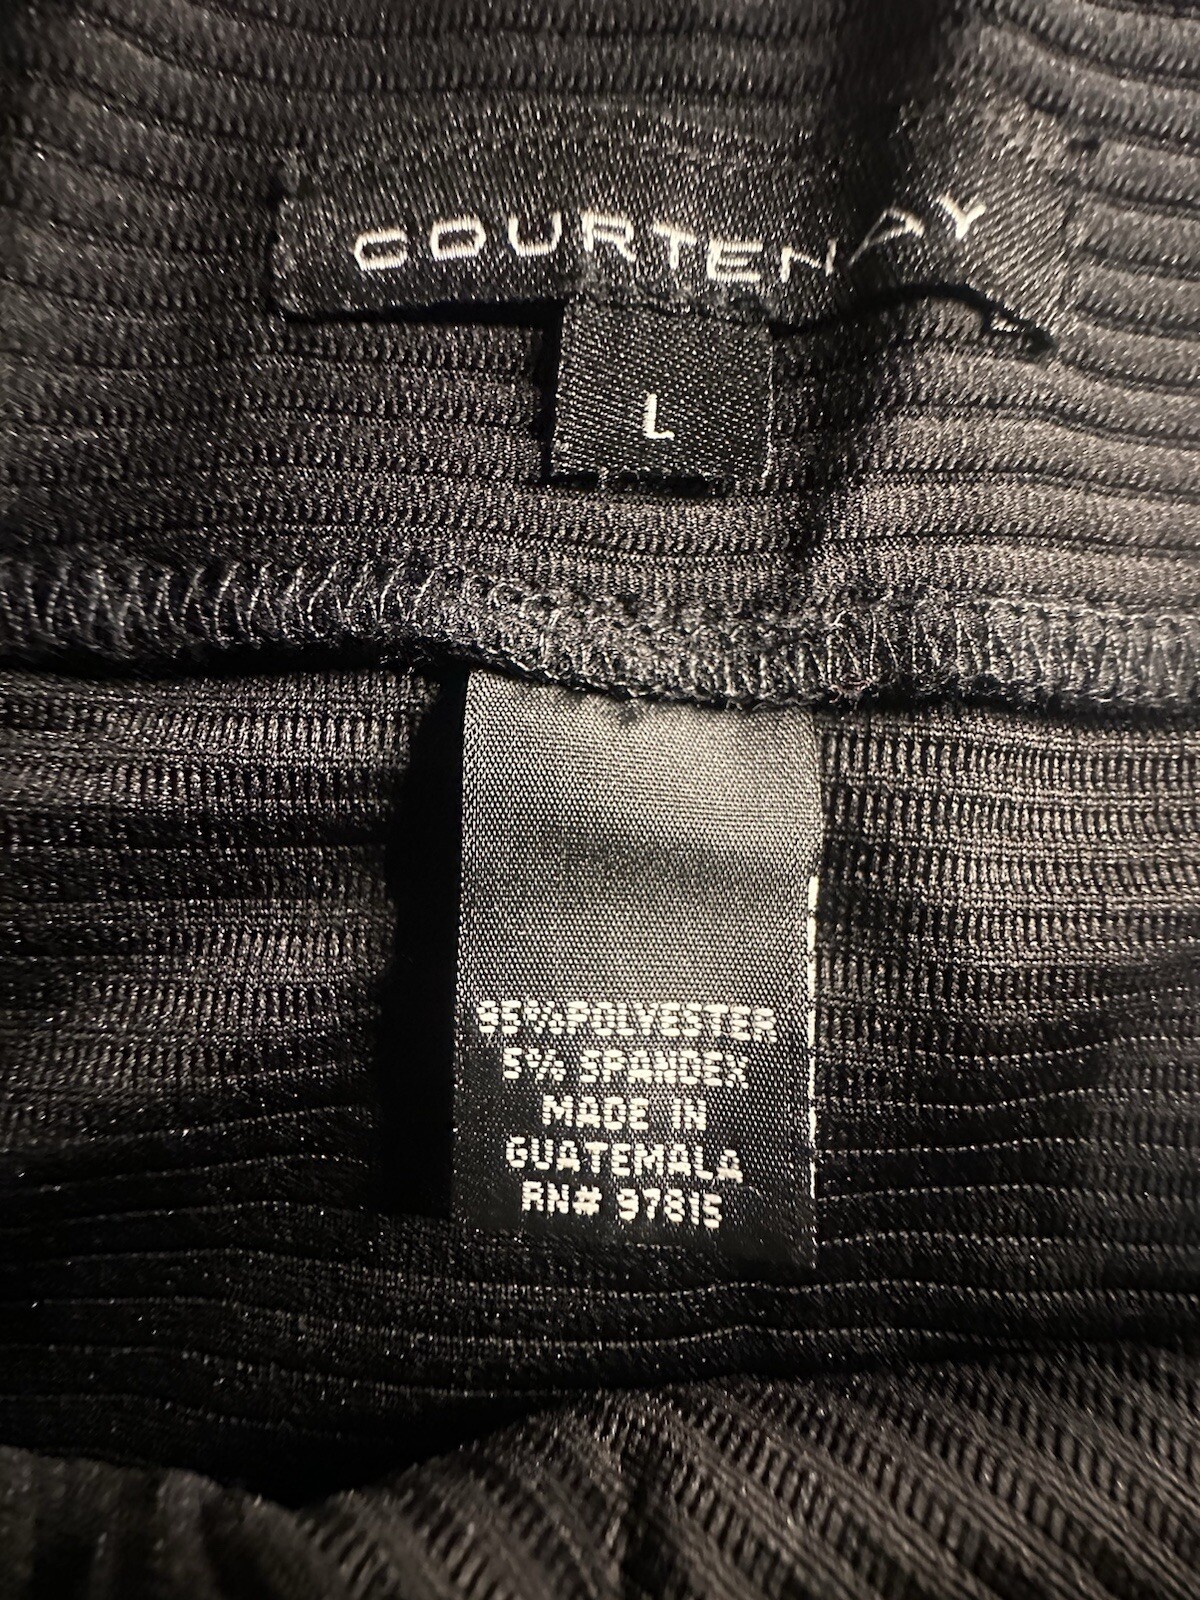 COURTENAY
L
95%POLYESTER
5% SPANDEX
MADE IN
GUATEMALA
RN# 97815